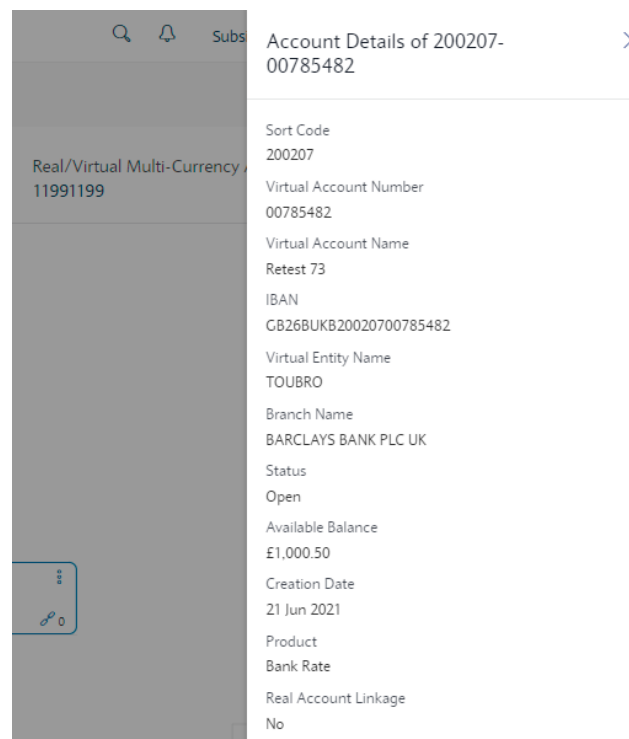 Subsi
Real/Virtual Multi-Currency
11991199
0
Account Details of 200207-
00785482
Sort Code
200207
Virtual Account Number
00785482
Virtual Account Name
Retest 73
IBAN
GB26BUKB20020700785482
Virtual Entity Name
TOUBRO
Branch Name
BARCLAYS BANK PLC UK
Status
Open
Available Balance
£1,000.50
Creation Date
21 Jun 2021
Product
Bank Rate
Real Account Linkage
No